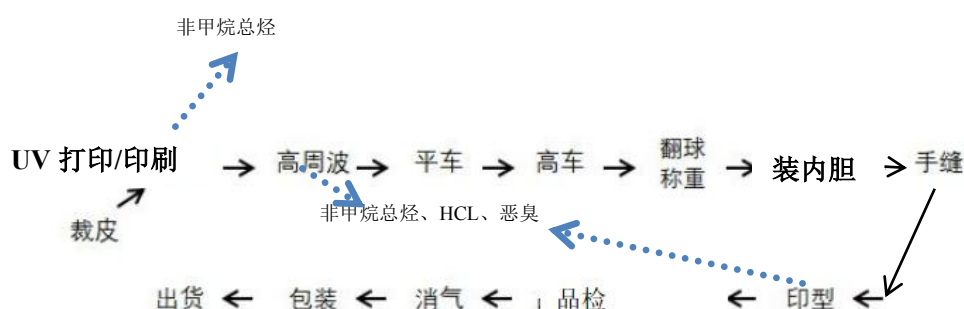 非甲烷总烃
UV 打印/印刷
高周波
平车
高车
翻球
称重
装内胆
手缝
裁皮
非甲烷总烃、HCL、恶臭
出货
包装
消气
品检
印型